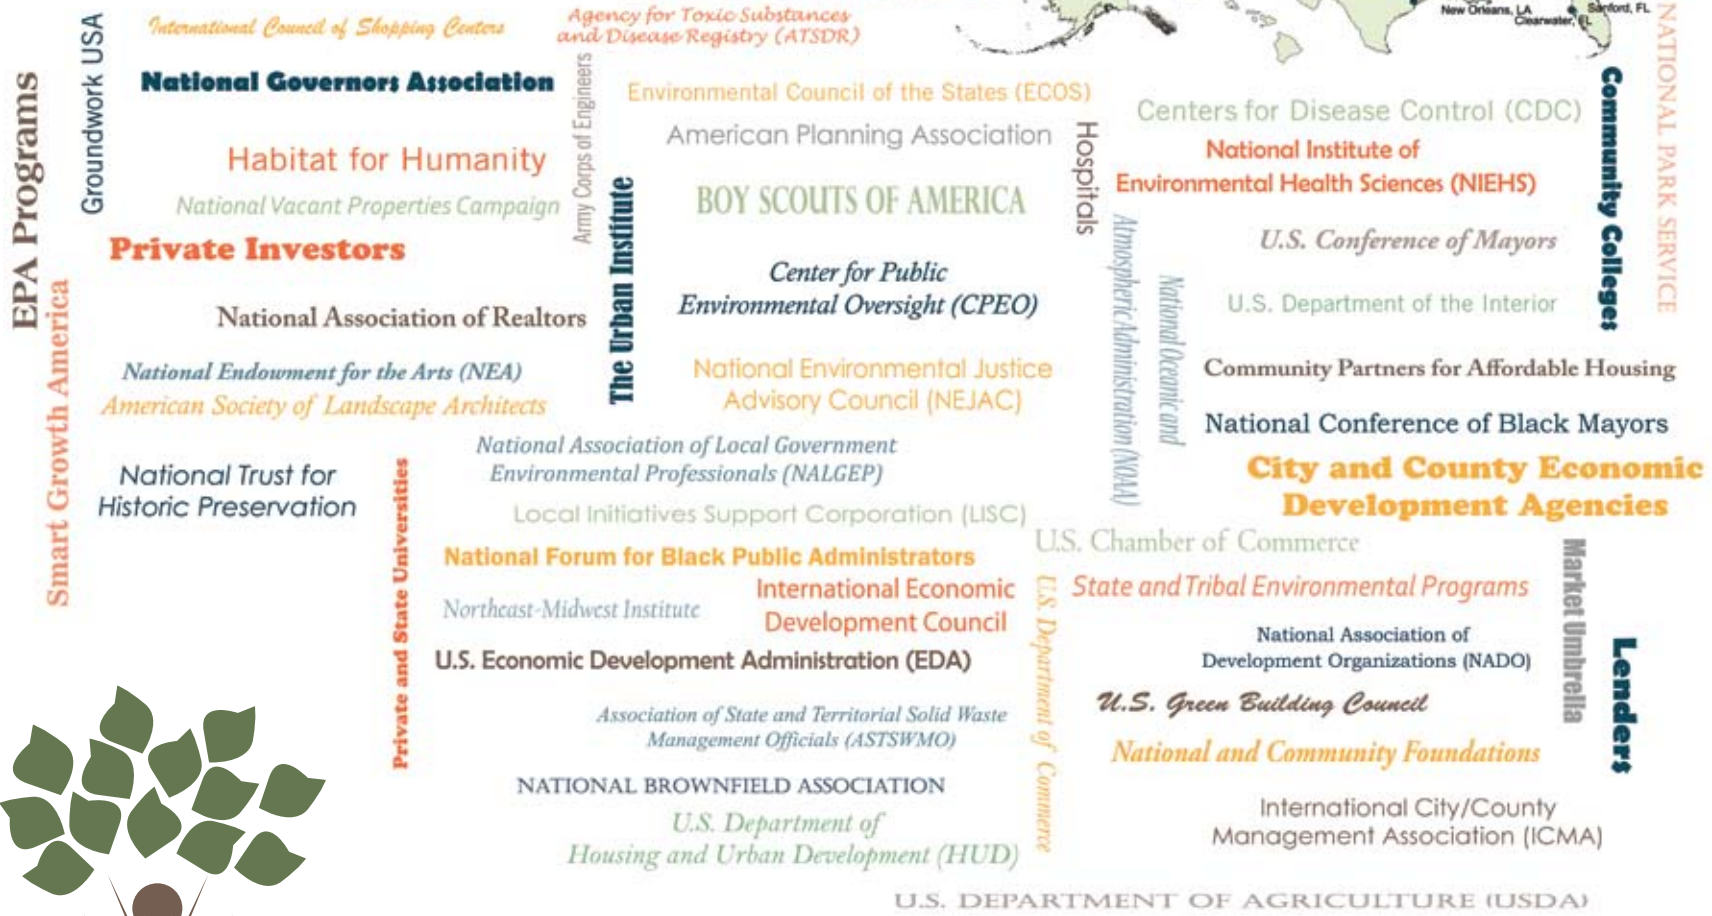 New Orleans, LA
Sanford, FL
Clearwater, FL
International Council of Shopping Centers
Agency for Toxic Substances
and Disease Registry (ATSDR)
NATIONAL PARK SERVICE
Groundwork USA
EPA Programs
National Governors Association
Army Corps of Engineers
Environmental Council of the States (ECOS)
American Planning Association
Hospitals
Centers for Disease Control (CDC)
Community Colleges
National Institute of
Environmental Health Sciences (NIEHS)
Habitat for Humanity
National Vacant Properties Campaign
The Urban Institute
BOY SCOUTS OF AMERICA
Private Investors
U.S. Conference of Mayors
Center for Public
Environmental Oversight (CPEO)
National Oceanic and
Atmospheric Administration (NOAA)
U.S. Department of the Interior
Smart Growth America
National Association of Realtors
National Endowment for the Arts (NEA)
American Society of Landscape Architects
National Environmental Justice
Advisory Council (NEJAC)
Community Partners for Affordable Housing
National Conference of Black Mayors
National Association of Local Government
Environmental Professionals (NALGEP)
City and County Economic
Development Agencies
National Trust for
Historic Preservation
Private and State Universities
Local Initiatives Support Corporation (LISC)
U.S. Chamber of Commerce
National Forum for Black Public Administrators
International Economic
Development Council
Northeast-Midwest Institute
U.S. Department of Commerce
State and Tribal Environmental Programs
Market Umbrella
National Association of
Development Organizations (NADO)
Lenders
U.S. Economic Development Administration (EDA)
U.S. Green Building Council
Association of State and Territorial Solid Waste
Management Officials (ASTSWMO)
National and Community Foundations
NATIONAL BROWNFIELD ASSOCIATION
International City/County
Management Association (ICMA)
U.S. Department of
Housing and Urban Development (HUD)
U.S. DEPARTMENT OF AGRICULTURE (USDA)